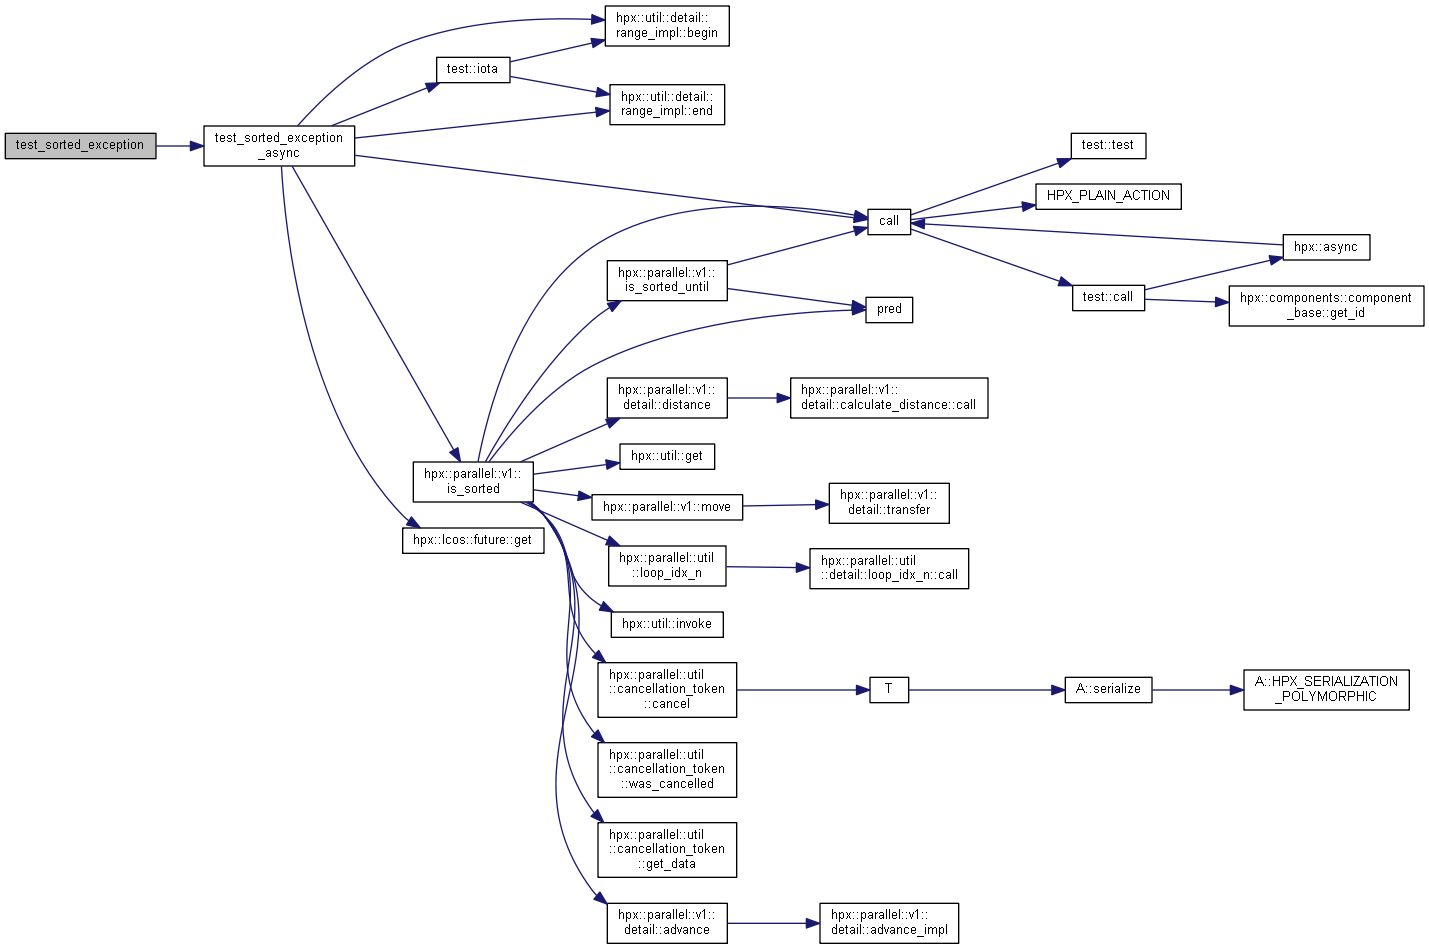 test_sorted_exception
test_sorted_exception
_async
hpx::util::detail::
range_impl::begin
test::iota
hpx::util::detail::
range_impl::end
call
test::test
HPX_PLAIN_ACTION
test::call
hpx::async
hpx::components::component
_base::get_id
hpx::parallel::v1::
is_sorted_until
pred
hpx::parallel::v1::
is_sorted
hpx::parallel::v1::
detail::distance
hpx::parallel::v1::
detail::calculate_distance::call
hpx::util::get
hpx::parallel::v1::move
hpx::parallel::v1::
detail::transfer
hpx::lcos::future::get
hpx::parallel::util
::loop_idx_n
hpx::parallel::util
::detail::loop_idx_n::call
hpx::util::invoke
hpx::parallel::util
::cancellation_token
::cancel
T
A::serialize
A::HPX_SERIALIZATION
_POLYMORPHIC
hpx::parallel::util
::cancellation_token
::was_cancelled
hpx::parallel::util
::cancellation_token
::get_data
hpx::parallel::v1::
detail::advance
hpx::parallel::v1::
detail::advance_impl